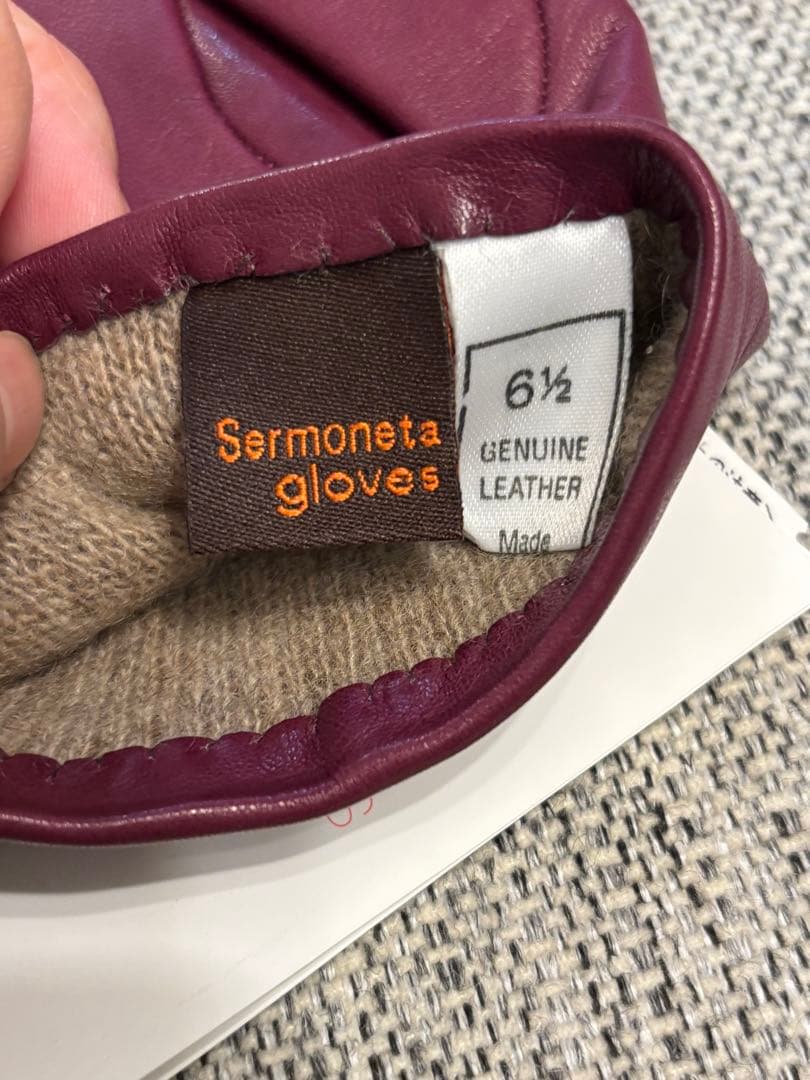 Sermoneta
gloves
6½
GENUINE
LEATHER
Made